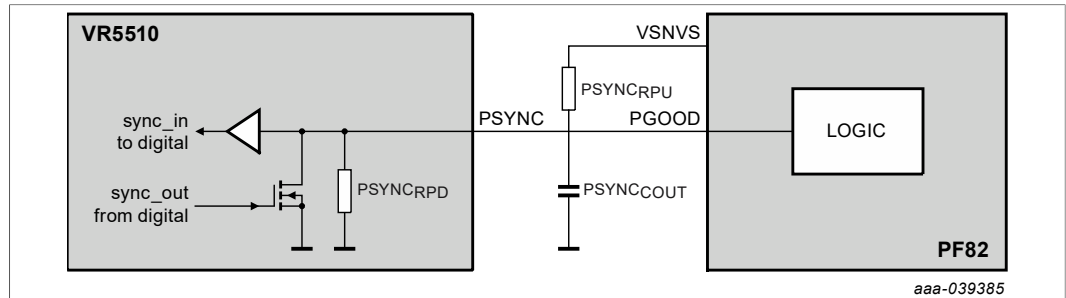 VR5510
VSNVS
PSYNCRPU
PSYNC
PGOOD
sync_in
to digital
LOGIC
sync_out
from digital
PSYNCRPD
PSYNCCOUT
PF82
aaa-039385